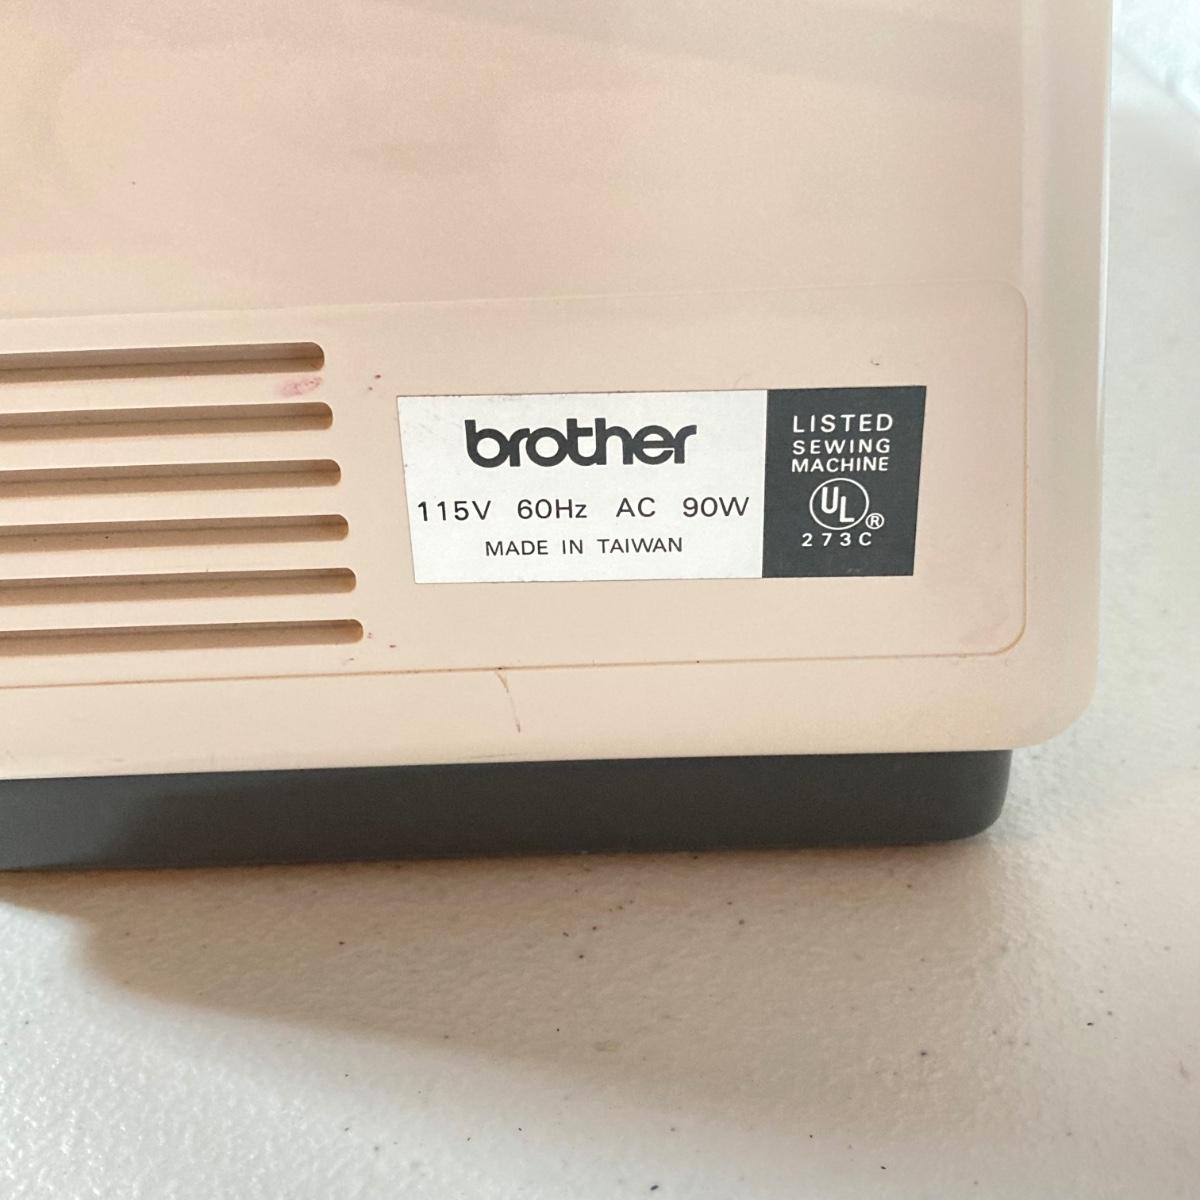 brother
115V 60Hz AC 90W
MADE IN TAIWAN
LISTED
SEWING
MACHINE
UL®
273C